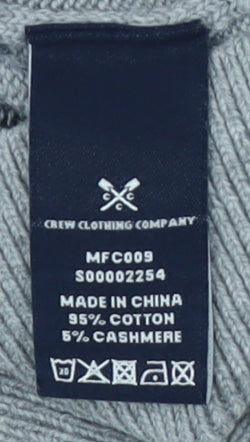 C C
C
CREW CLOTHING COMPANY
MFC009
S00002254
MADE IN CHINA
95% COTTON
5% CASHMERE